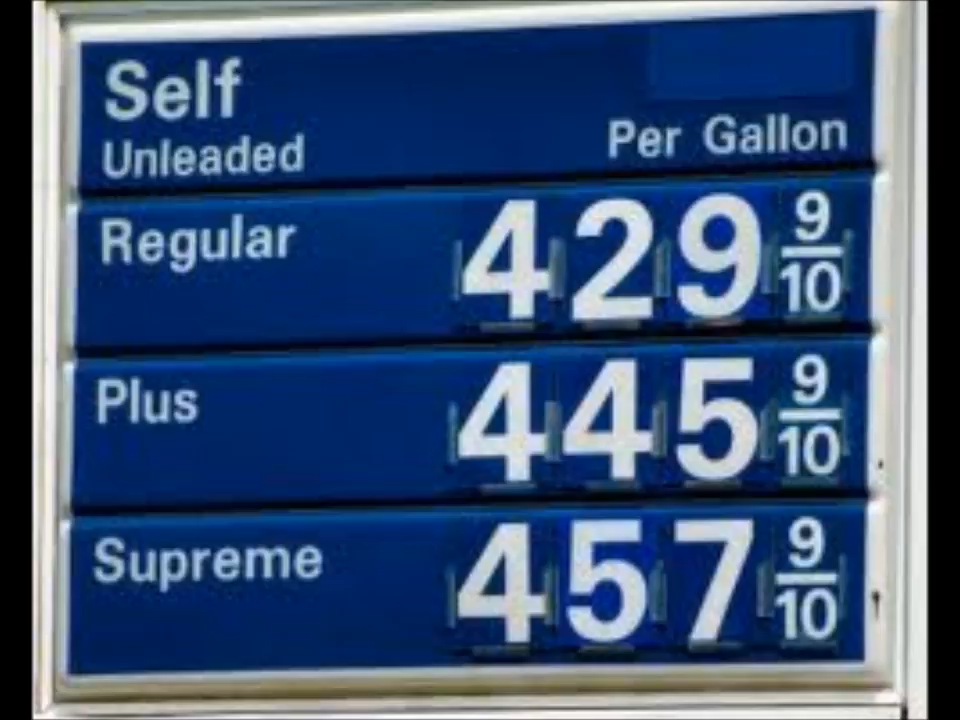 Self
Unleaded Per Gallon
Regular 429 9/10
Plus 445 9/10
Supreme 457 9/10